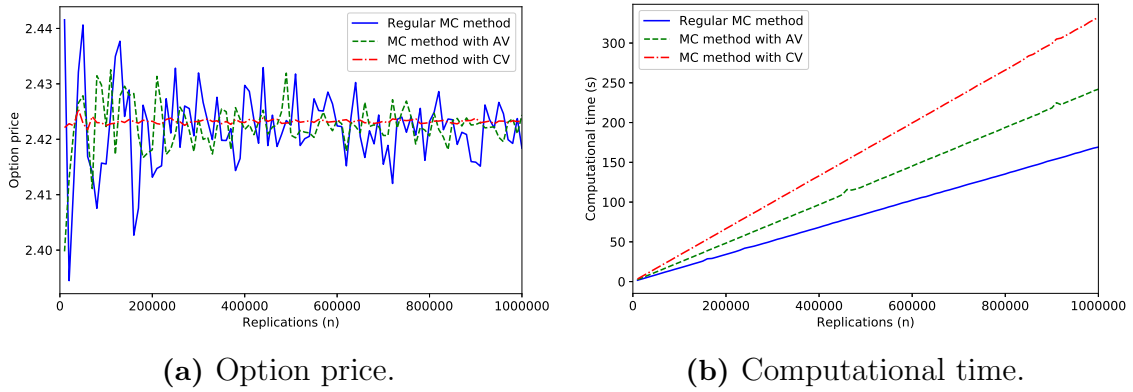 2.44
2.43
2.42
2.41
2.40
Option price
Regular MC method
MC method with AV
MC method with CV
0 200000 400000 600000 800000 1000000
Replications (n)
(a) Option price.
300
250
200
150
100
50
0
Computational time (s)
Regular MC method
MC method with AV
MC method with CV
0 200000 400000 600000 800000 1000000
Replications (n)
(b) Computational time.